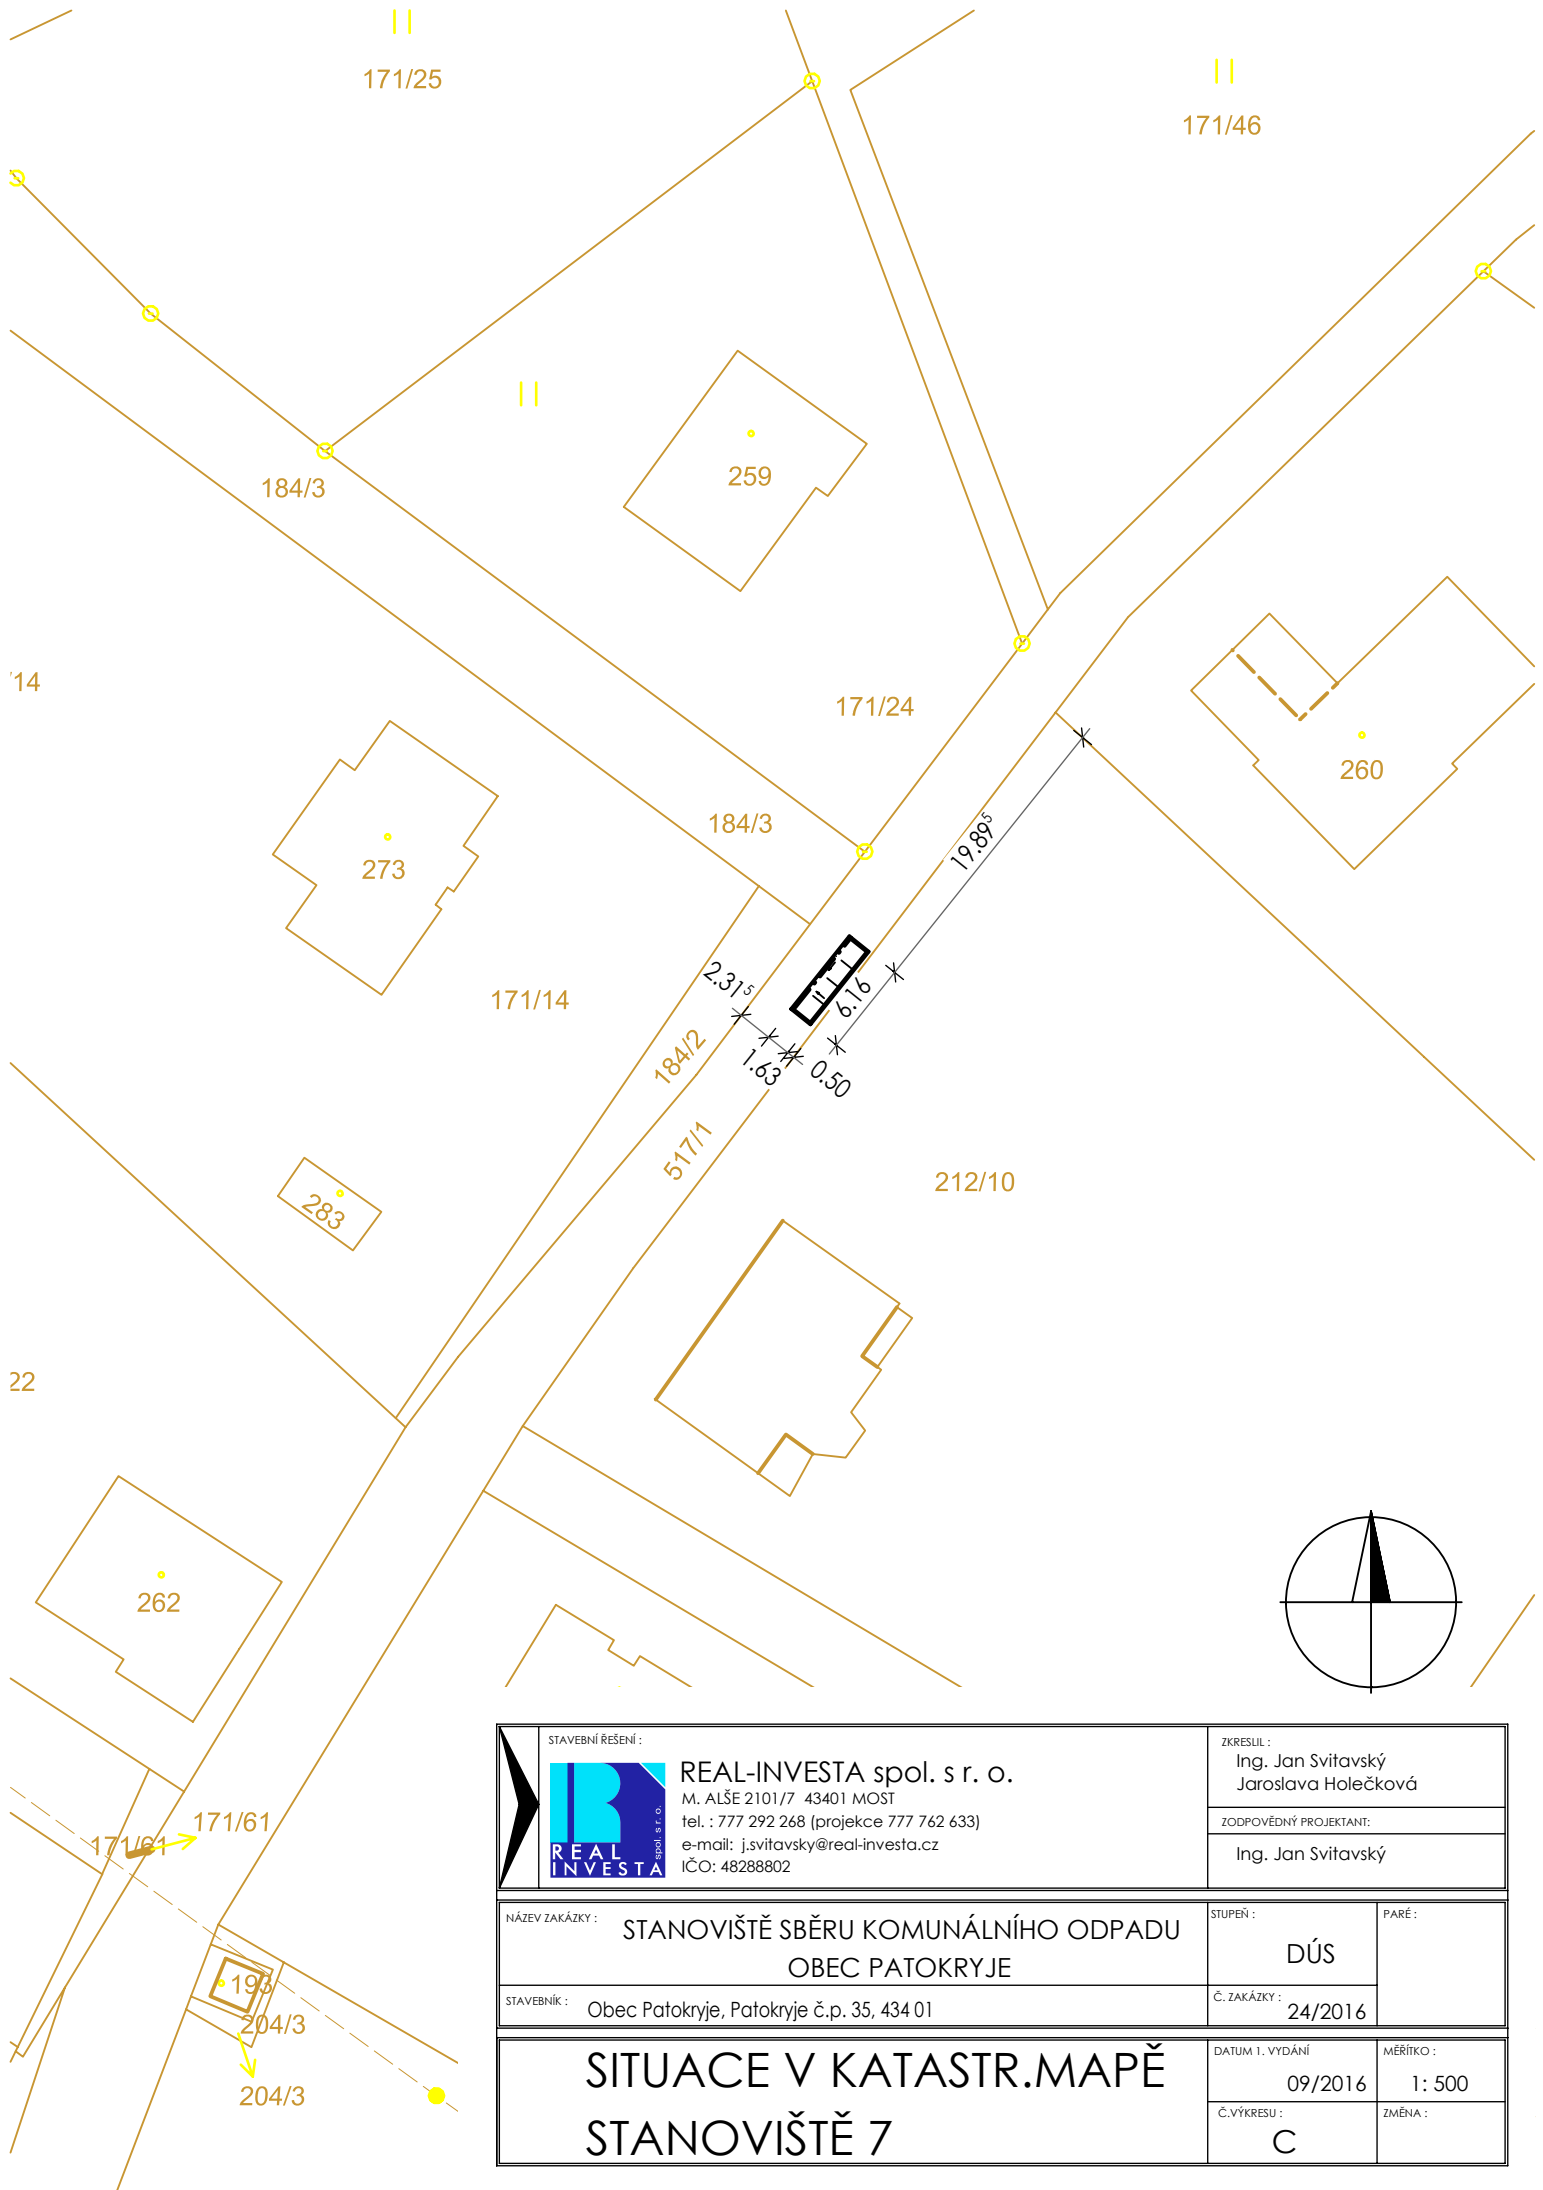 171/25
171/46
184/3
259
'14
171/24
260
184/3
273
19.89⁵
2.31⁵
6.16
171/14
184/2
1.63
0.50
517/1
212/10
283
22
262
171/61
171/61
193
204/3
204/3
STAVEBNÍ ŘEŠENÍ :
REAL
INVESTA
spol. s r. o.
REAL-INVESTA spol. s r. o.
M. ALŠE 2101/7 43401 MOST
tel. : 777 292 268 (projekce 777 762 633)
e-mail: j.svitavsky@real-investa.cz
IČO: 48288802
ZKRESLIL :
Ing. Jan Svitavský
Jaroslava Holečková
ZODPOVĚDNÝ PROJEKTANT:
Ing. Jan Svitavský
NÁZEV ZAKÁZKY :
STANOVIŠTĚ SBĚRU KOMUNÁLNÍHO ODPADU
OBEC PATOKRYJE
STUPEŇ :
DÚS
PARÉ :
STAVEBNÍK :
Obec Patokryje, Patokryje č.p. 35, 434 01
Č. ZAKÁZKY :
24/2016
SITUACE V KATASTR.MAPĚ
STANOVIŠTĚ 7
DATUM 1. VYDÁNÍ
09/2016
MĚŘÍTKO :
1: 500
Č.VÝKRESU :
C
ZMĚNA :